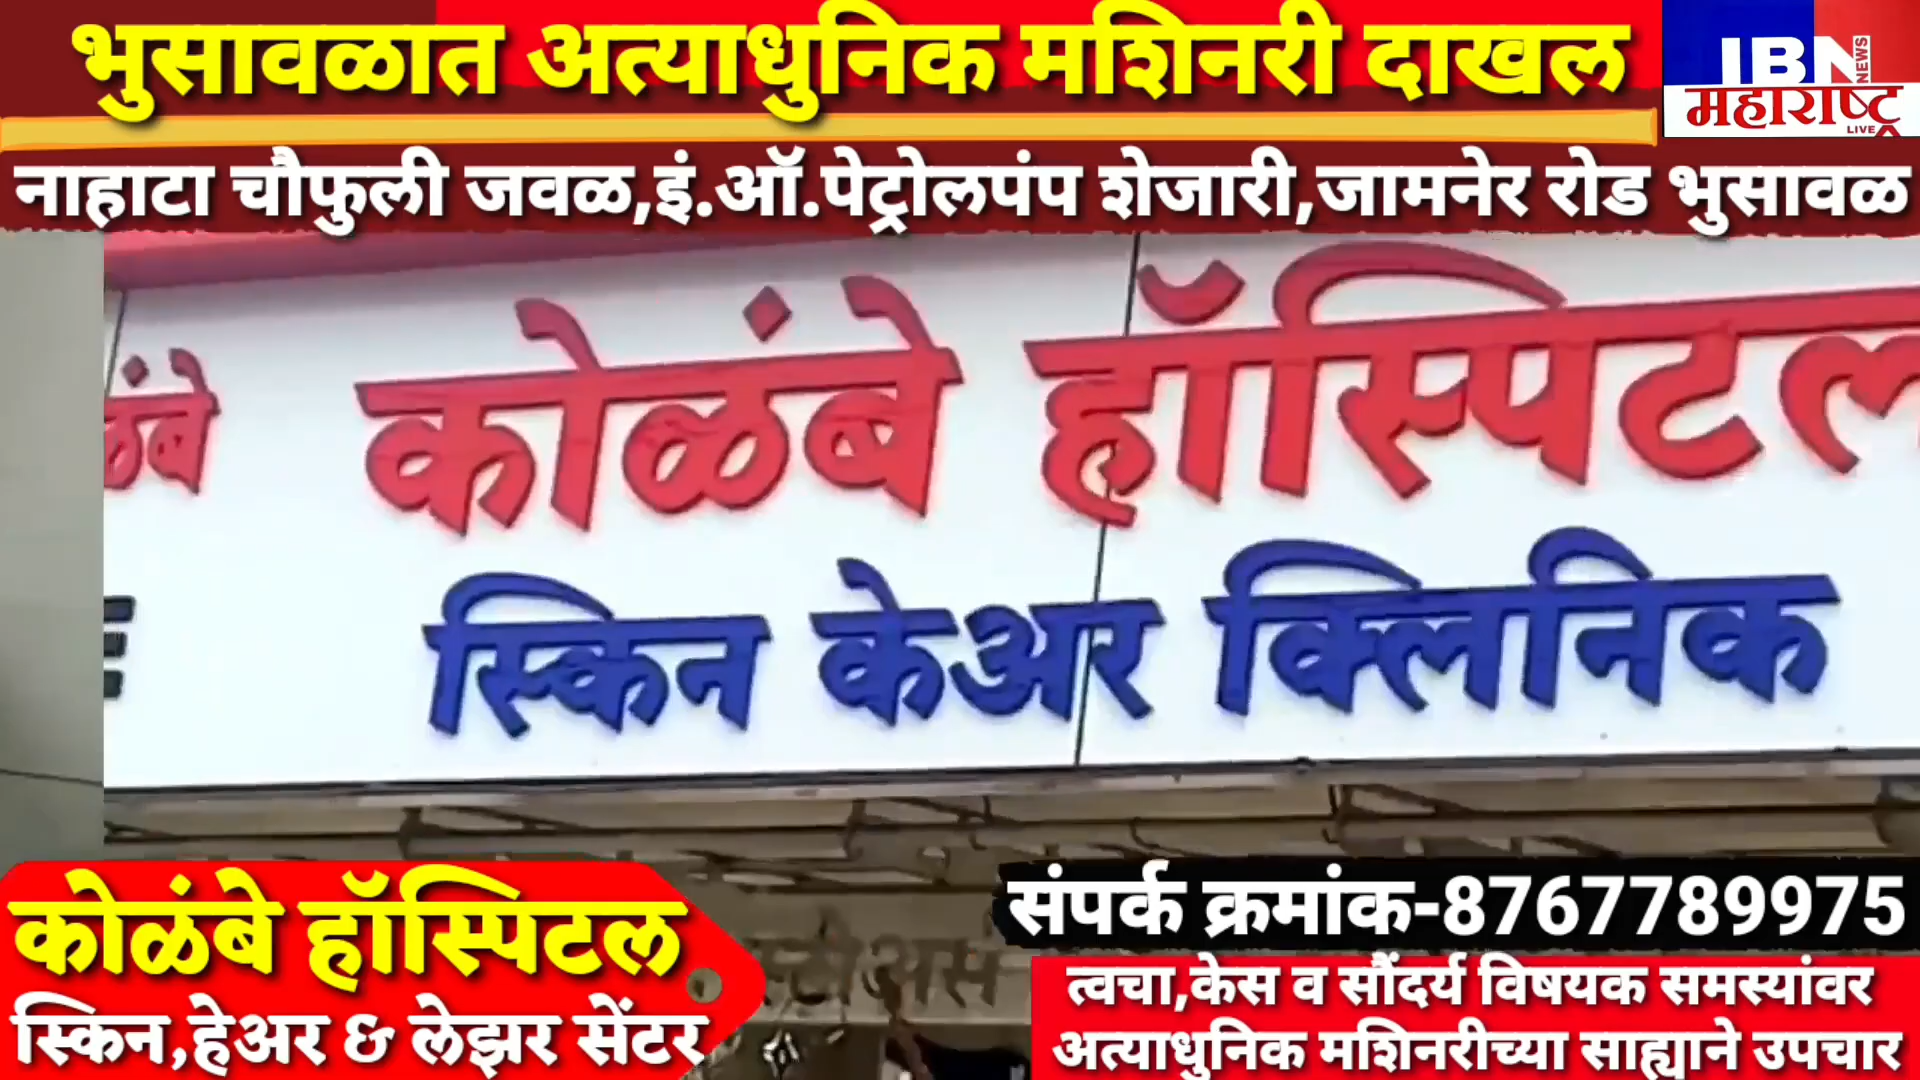 भुसावळात अत्याधुनिक मशिनरी दाखल
IBN NEWS
महाराष्ट्र
LIVE
नाहाटा चौफुली जवळ,इं.ऑ.पेट्रोलपंप शेजारी,जामनेर रोड भुसावळ
ळंबे कोळंबे हॉस्पिटल
E
स्किन केअर क्लिनिक
कोळंबे हॉस्पिटल
स्किन,हेअर & लेझर सेंटर
संपर्क क्रमांक-8767789975
त्वचा,केस व सौंदर्य विषयक समस्यांवर
अत्याधुनिक मशिनरीच्या साह्याने उपचार